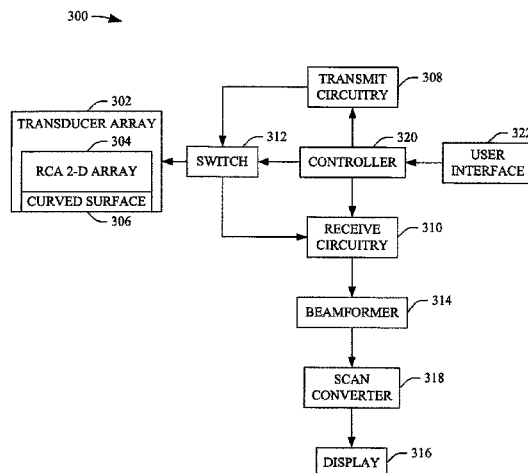 300
302
TRANSDUCER ARRAY
304
RCA 2-D ARRAY
CURVED SURFACE
306
312
SWITCH
TRANSMIT
CIRCUITRY
308
320
CONTROLLER
322
USER
INTERFACE
RECEIVE
CIRCUITRY
310
BEAMFORMER
314
SCAN
CONVERTER
318
DISPLAY
316